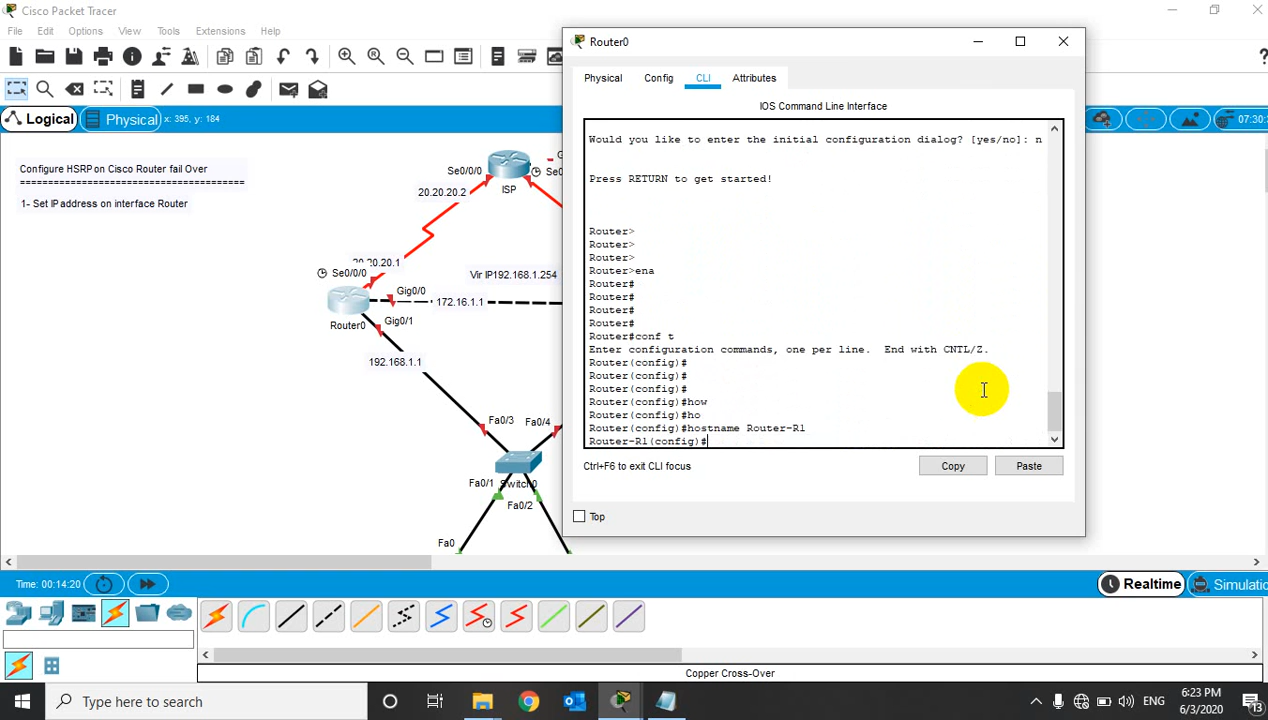 Cisco Packet Tracer
File Edit Options View Tools Extensions Help
Logical Physical x: 395, y: 184
07:30:
Configure HSRP on Cisco Router fail Over
=========================================
1- Set IP address on interface Router
Se0/0/0
ISP
20.20.20.2
20.20.20.1
Se0/0/0
Vir IP192.168.1.254
Gig0/0
172.16.1.1
Router0
Gig0/1
192.168.1.1
Fa0/3
Fa0/4
Fa0/1
Switch0
Fa0/2
Fa0
Router0
Physical Config CLI Attributes
IOS Command Line Interface
Would you like to enter the initial configuration dialog? [yes/no]: n
Press RETURN to get started!
Router>
Router>
Router>
Router>ena
Router#
Router#
Router#
Router#
Router#conf t
Enter configuration commands, one per line.  End with CNTL/Z.
Router(config)#
Router(config)#
Router(config)#
Router(config)#how
Router(config)#ho
Router(config)#hostname Router-R1
Router-R1(config)#
Ctrl+F6 to exit CLI focus
Copy
Paste
Top
Time: 00:14:20
Realtime
Simulatio
Copper Cross-Over
Type here to search
ENG
6:23 PM
6/3/2020
13